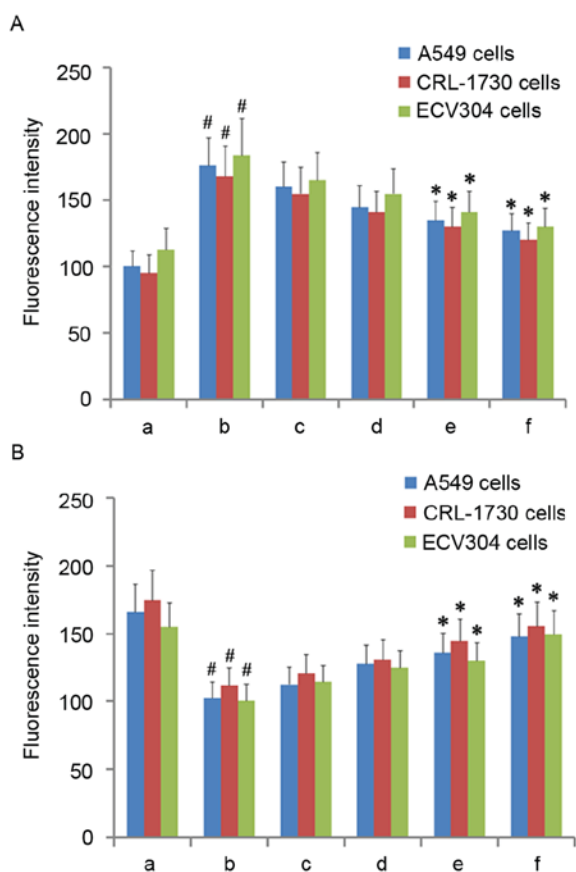 A
A549 cells
CRL-1730 cells
ECV304 cells
Fluorescence intensity
250
200
150
100
50
0
# # #
* * *
* * *
a b c d e f
B
A549 cells
CRL-1730 cells
ECV304 cells
Fluorescence intensity
250
200
150
100
50
0
# # #
* * *
* * *
a b c d e f